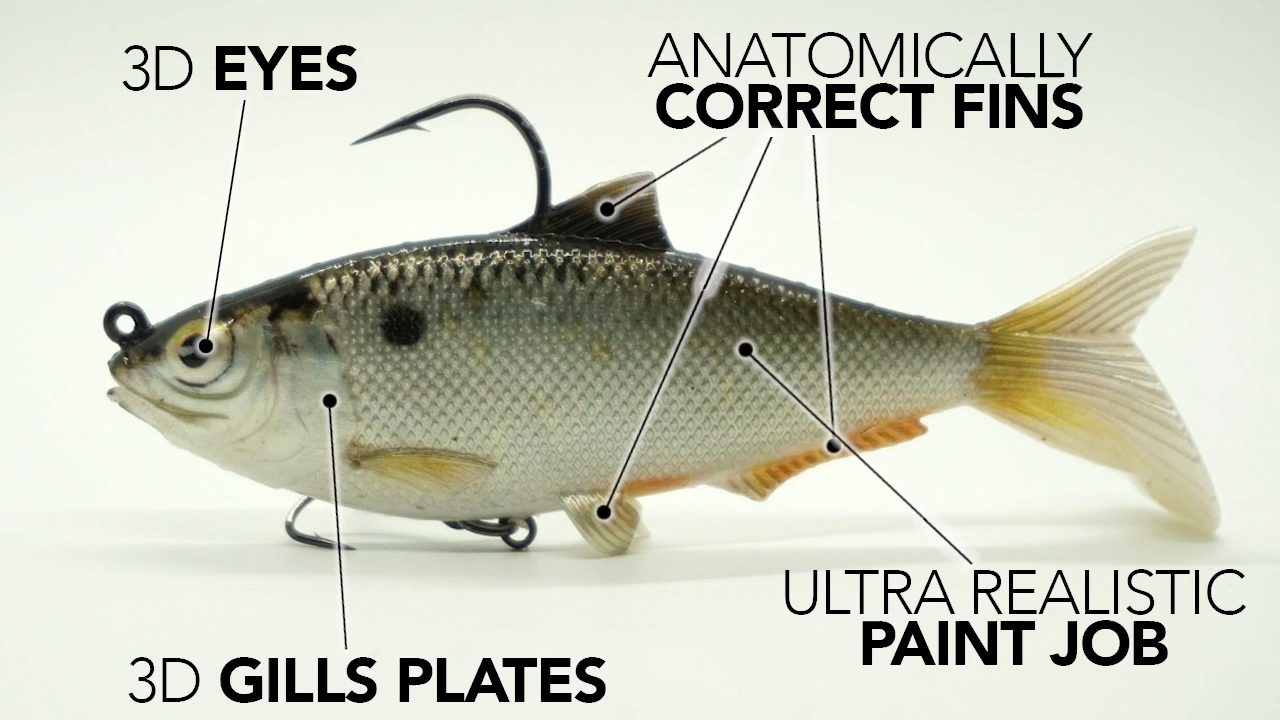 3D EYES
ANATOMICALLY
CORRECT FINS
ULTRA REALISTIC
PAINT JOB
3D GILLS PLATES